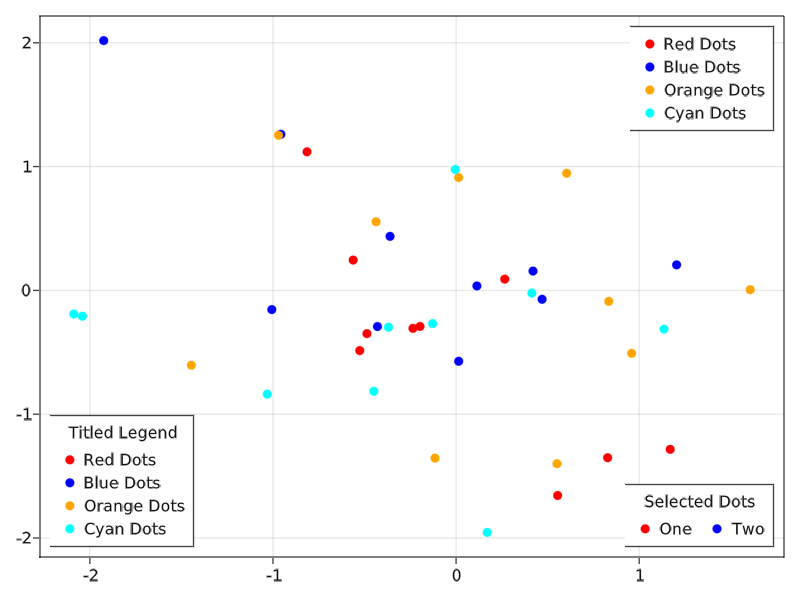 2
Red Dots
Blue Dots
Orange Dots
Cyan Dots
1
0
-1
Titled Legend
Red Dots
Blue Dots
Orange Dots
Cyan Dots
Selected Dots
One Two
-2
-2 -1 0 1